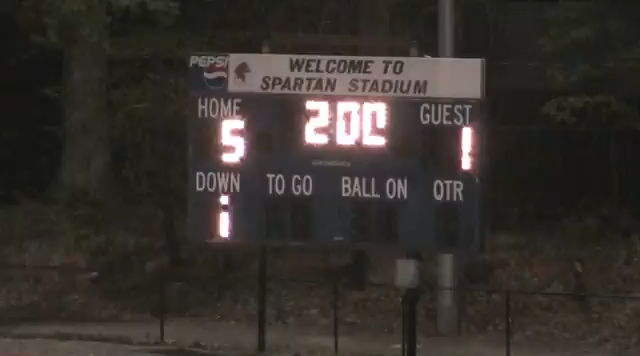 PEPSI
WELCOME TO
SPARTAN STADIUM
HOME GUEST
5 200 1
DOWN TO GO BALL ON QTR
1